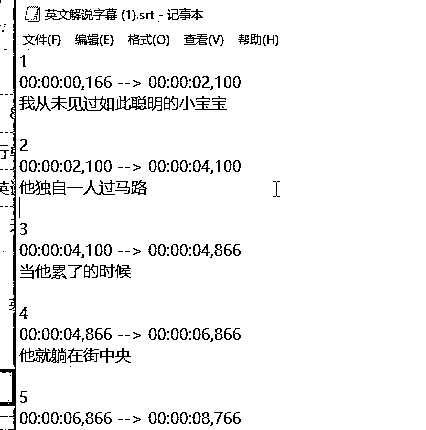 英文解说字幕 (1).srt - 记事本
文件(F) 编辑(E) 格式(O) 查看(V) 帮助(H)
1
00:00:00,166 --> 00:00:02,100
我从未见过如此聪明的小宝宝
2
00:00:02,100 --> 00:00:04,100
他独自一人过马路
3
00:00:04,100 --> 00:00:04,866
当他累了的时候
4
00:00:04,866 --> 00:00:06,866
他就躺在街中央
5
00:00:06,866 --> 00:00:08,766